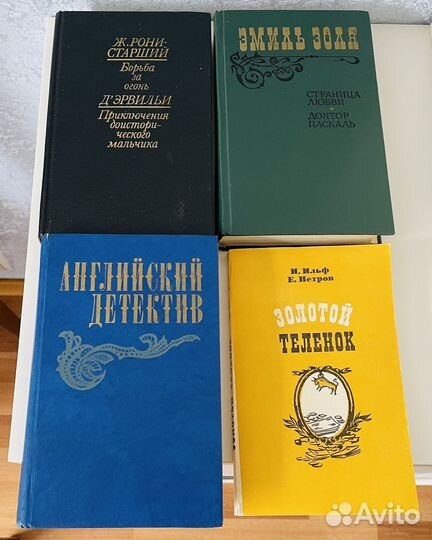 Ж. РОНИ-
СТАРШИЙ
Борьба
за
огонь
Д'ЭРВИЛЬИ
Приключения
доистори-
ческого
мальчика
ЭМИЛЬ ЗОЛЯ
СТРАНИЦА
ЛЮБВИ
ДОКТОР
ПАСКАЛЬ
АНГЛИЙСКИЙ
ДЕТЕКТИВ
И. Ильф
Е. Петров
ЗОЛОТОЙ
ТЕЛЕНОК
Avito